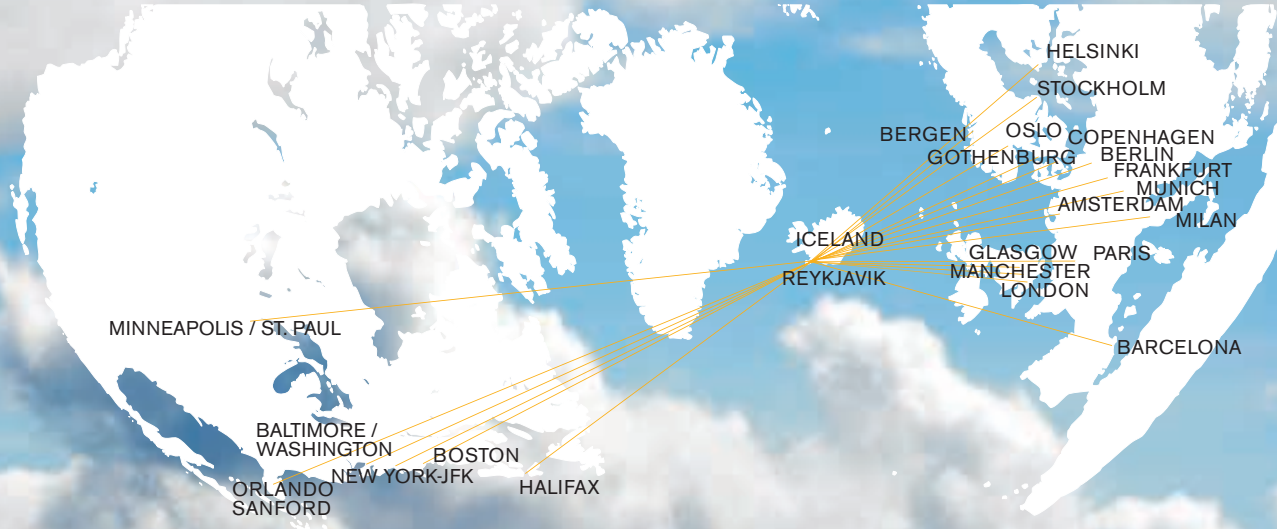 HELSINKI
STOCKHOLM
BERGEN
OSLO
COPENHAGEN
GOTHENBURG
BERLIN
FRANKFURT
MUNICH
AMSTERDAM
MILAN
ICELAND
GLASGOW
PARIS
REYKJAVIK
MANCHESTER
LONDON
MINNEAPOLIS / ST. PAUL
BARCELONA
BALTIMORE /
WASHINGTON
BOSTON
NEW YORK-JFK
HALIFAX
ORLANDO
SANFORD